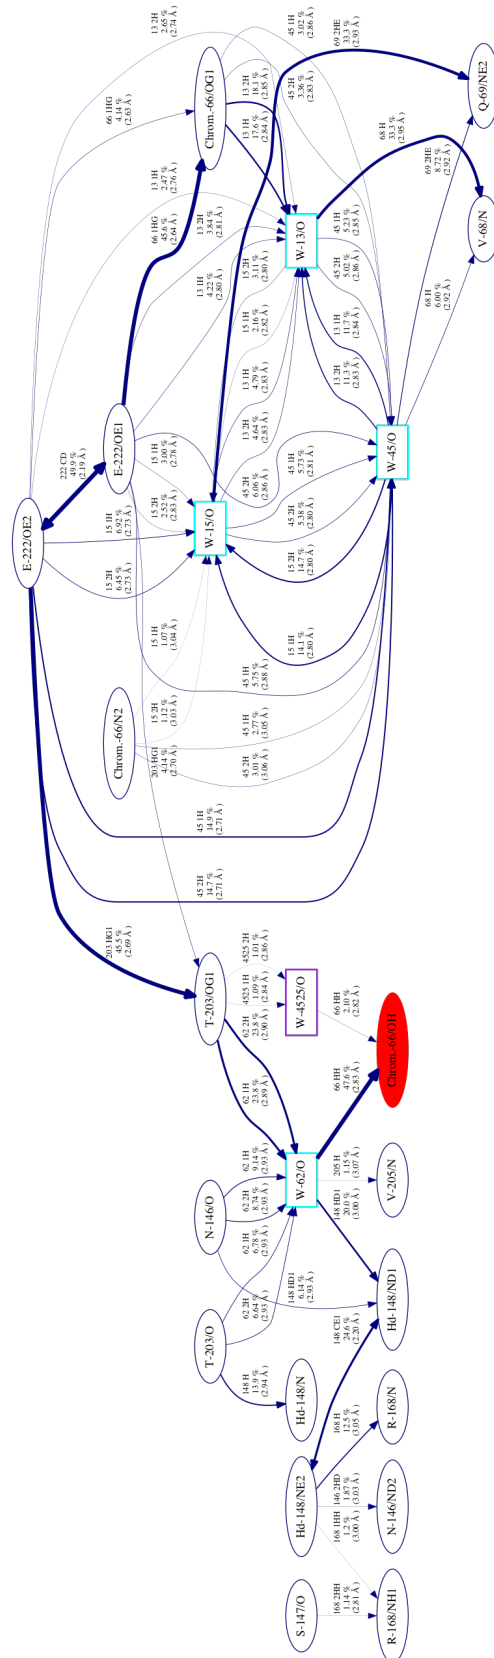 E-222/OE2
203 HG1
45.5 %
(2.69 Å )
222 CD
49.9 %
(2.19 Å )
66 1HG
4.14 %
(2.63 Å )
13 2H
2.65 %
(2.74 Å )
Chrom.-66/N2
E-222/OE1
15 2H
1.12 %
(3.03 Å )
203 HG1
4.14 %
(2.70 Å )
15 1H
1.07 %
(3.04 Å )
15 2H
6.45 %
(2.73 Å )
15 1H
6.92 %
(2.73 Å )
15 2H
2.52 %
(2.83 Å )
15 1H
3.00 %
(2.78 Å )
66 1HG
45.6 %
(2.64 Å )
13 1H
2.47 %
(2.76 Å )
13 2H
3.84 %
(2.81 Å )
13 1H
4.22 %
(2.80 Å )
T-203/O
N-146/O
T-203/OG1
45 2H
14.7 %
(2.71 Å )
45 1H
14.9 %
(2.71 Å )
W-15/O
Chrom.-66/OG1
148 H
13.9 %
(2.94 Å )
62 2H
6.64 %
(2.93 Å )
62 1H
6.78 %
(2.93 Å )
62 2H
8.74 %
(2.93 Å )
62 1H
9.14 %
(2.93 Å )
148 HD1
6.14 %
(2.93 Å )
62 1H
23.8 %
(2.89 Å )
62 2H
23.8 %
(2.90 Å )
4525 1H
1.09 %
(2.84 Å )
4525 2H
1.01 %
(2.86 Å )
45 2H
3.01 %
(3.06 Å )
45 1H
2.77 %
(3.05 Å )
45 1H
5.75 %
(2.88 Å )
45 2H
6.06 %
(2.86 Å )
13 2H
4.64 %
(2.83 Å )
13 1H
4.79 %
(2.83 Å )
15 1H
2.16 %
(2.82 Å )
15 2H
3.11 %
(2.80 Å )
13 1H
17.6 %
(2.84 Å )
13 2H
18.1 %
(2.85 Å )
45 2H
3.36 %
(2.83 Å )
45 1H
3.02 %
(2.86 Å )
69 2HE
33.3 %
(2.93 Å )
S-147/O
Hd-148/NE2
Hd-148/N
W-62/O
W-4525/O
15 1H
14.1 %
(2.80 Å )
15 2H
14.7 %
(2.80 Å )
45 2H
5.38 %
(2.80 Å )
45 1H
5.73 %
(2.81 Å )
W-13/O
168 2HH
1.14 %
(2.81 Å )
168 1HH
1.2 %
(3.00 Å )
146 2HD
1.87 %
(3.03 Å )
168 H
12.5 %
(3.05 Å )
148 CE1
24.6 %
(2.20 Å )
148 HD1
20.0 %
(3.00 Å )
205 H
1.15 %
(3.07 Å )
66 HH
47.6 %
(2.83 Å )
66 HH
2.10 %
(2.82 Å )
13 2H
11.3 %
(2.83 Å )
13 1H
11.7 %
(2.84 Å )
45 2H
5.02 %
(2.86 Å )
45 1H
5.23 %
(2.85 Å )
68 H
33.3 %
(2.95 Å )
R-168/NH1
N-146/ND2
R-168/N
Hd-148/ND1
V-205/N
Chrom.-66/OH
W-45/O
68 H
6.00 %
(2.92 Å )
69 2HE
8.72 %
(2.92 Å )
V-68/N
Q-69/NE2